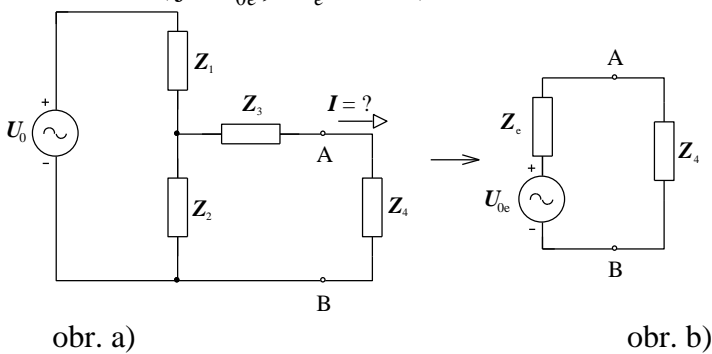 Z₁
Z₃
I = ?
A
+
U₀
-
Z₂
Z₄
B
A
Zₑ
+
U₀ₑ
-
Z₄
B
obr. a)
obr. b)